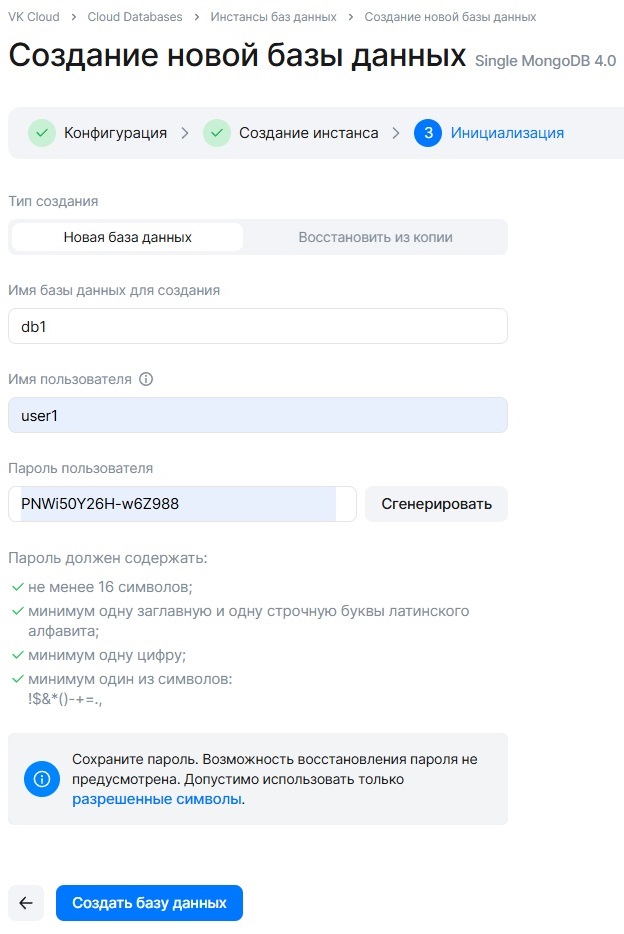 VK Cloud > Cloud Databases > Инстансы баз данных > Создание новой базы данных
Создание новой базы данных Single MongoDB 4.0
Конфигурация > Создание инстанса > 3 Инициализация
Тип создания
Новая база данных Восстановить из копии
Имя базы данных для создания
db1
Имя пользователя
user1
Пароль пользователя
PNWi50Y26H-w6Z988 Сгенерировать
Пароль должен содержать:
не менее 16 символов;
минимум одну заглавную и одну строчную буквы латинского
алфавита;
минимум одну цифру;
минимум один из символов:
!$&*()-+=.,
Сохраните пароль. Возможность восстановления пароля не
предусмотрена. Допустимо использовать только
разрешенные символы.
Создать базу данных